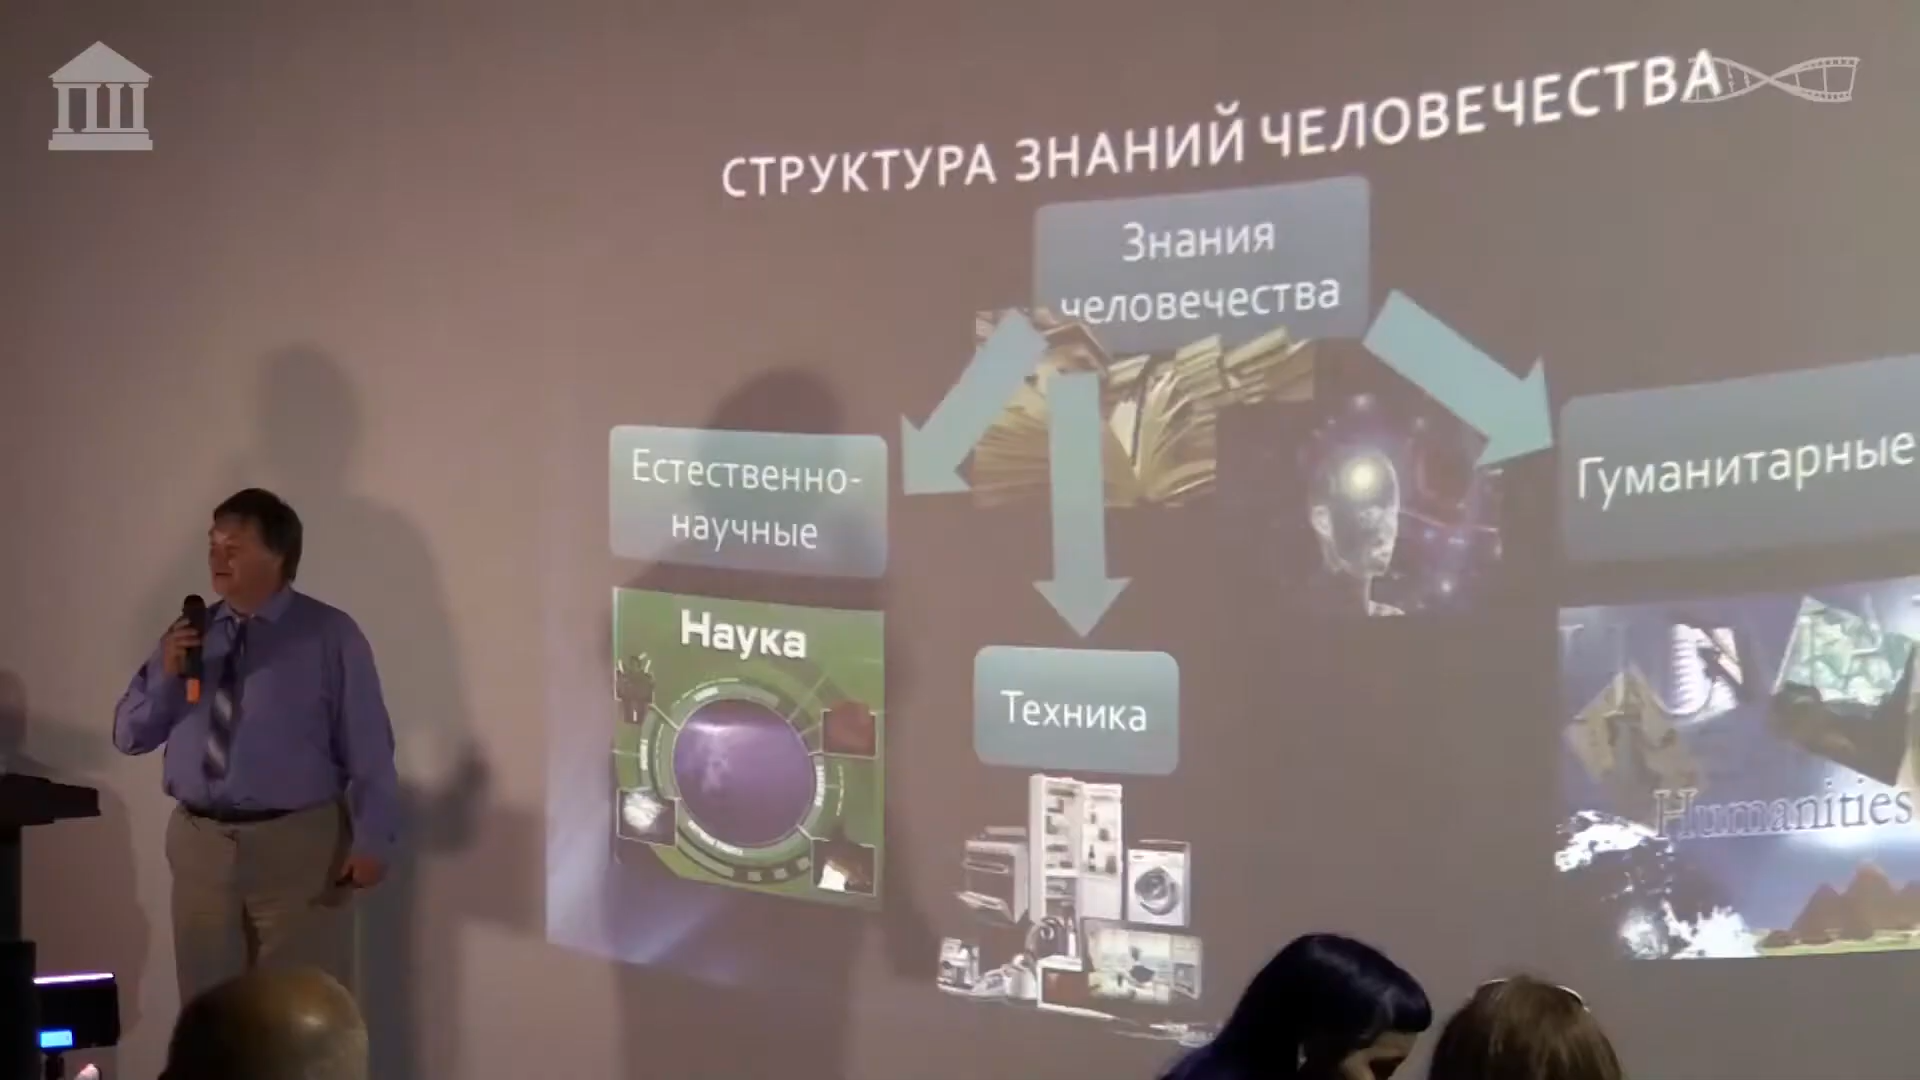 СТРУКТУРА ЗНАНИЙ ЧЕЛОВЕЧЕСТВА
Знания
человечества
Естественно-
научные
Гуманитарные
Наука
Техника
Humanities